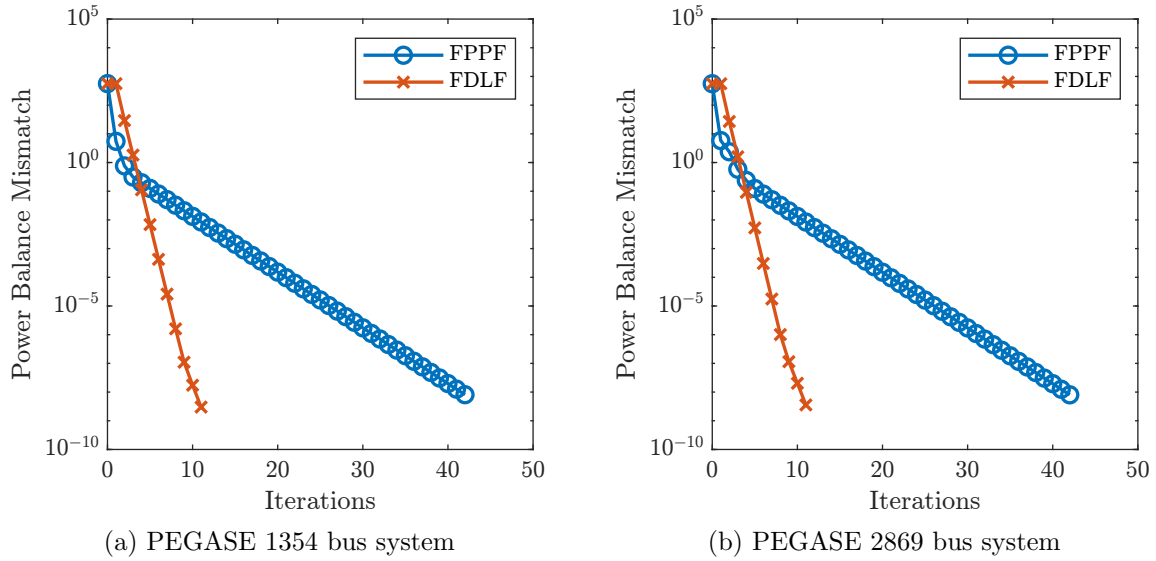 10^5
10^0
10^-5
10^-10
Power Balance Mismatch
FPPF
FDLF
0 10 20 30 40 50
Iterations
(a) PEGASE 1354 bus system
10^5
10^0
10^-5
10^-10
Power Balance Mismatch
FPPF
FDLF
0 10 20 30 40 50
Iterations
(b) PEGASE 2869 bus system